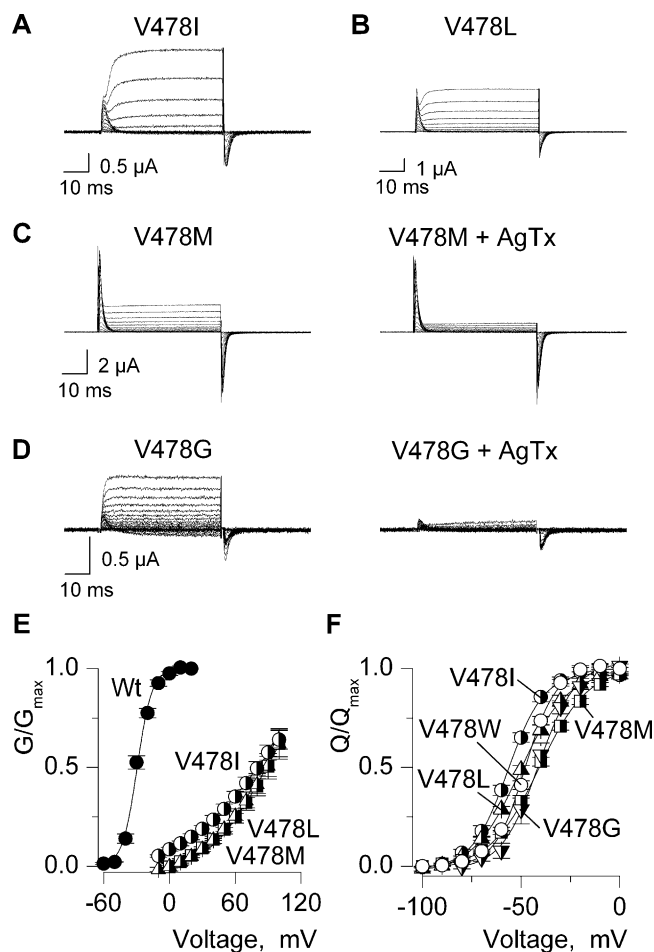 A V478I
B V478L
0.5 µA
10 ms
1 µA
10 ms
C V478M
V478M + AgTx
2 µA
10 ms
D V478G
V478G + AgTx
0.5 µA
10 ms
E
G/Gmax
1.0
0.5
0.0
Wt
V478I
V478L
V478M
-60 0 60 120
Voltage, mV
F
Q/Qmax
1.0
0.5
0.0
V478I
V478W
V478L
V478M
V478G
-100 -50 0
Voltage, mV